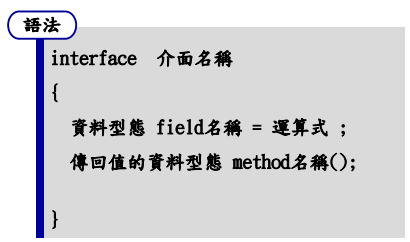 語法
interface 介面名稱
{
資料型態 field名稱 = 運算式 ;
傳回值的資料型態 method名稱();
}